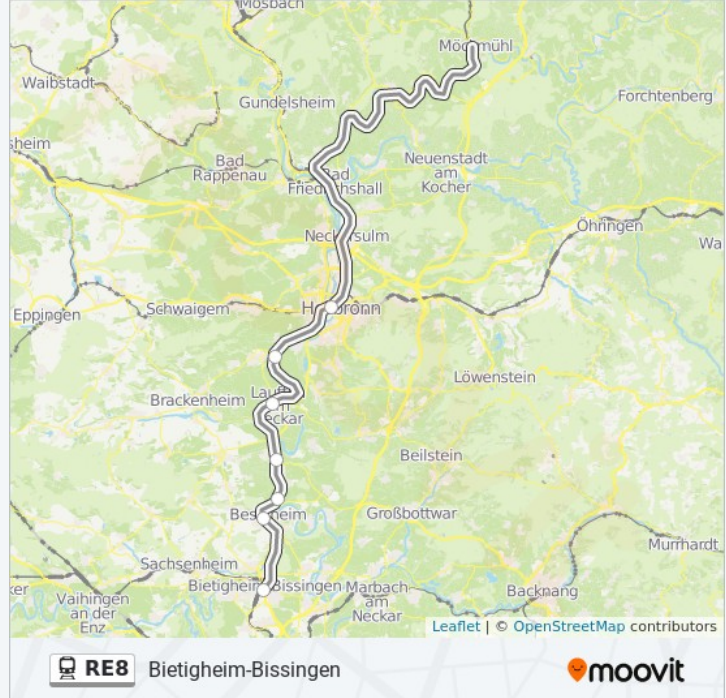 Mosbach
Möckmühl
Waibstadt
Gundelsheim
Forchtenberg
sheim
Bad
Rappenau
Neuenstadt
am
Kocher
Bad
Friedrichshall
Öhringen
Neckarsulm
Wa
Eppingen
Schwaigern
Heilbronn
Löwenstein
Brackenheim
Lauffen
am
Neckar
Beilstein
Besigheim
Großbottwar
Murrhardt
Sachsenheim
Bietigheim-Bissingen
Marbach
am
Neckar
Backnang
ker
Vaihingen
an der
Enz
Leaflet | © OpenStreetMap contributors
RE8 Bietigheim-Bissingen
moovit